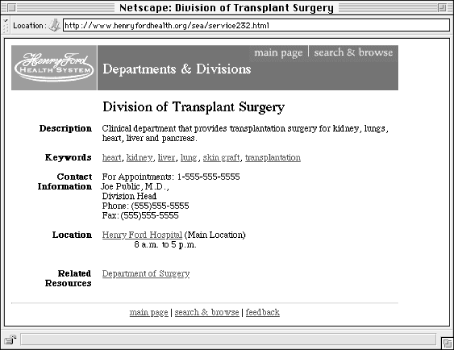 Netscape: Division of Transplant Surgery
Location: http://www.henryfordhealth.org/sea/service232.html
main page | search & browse
Henry Ford
HEALTH SYSTEM
Departments & Divisions
Division of Transplant Surgery
Description Clinical department that provides transplantation surgery for kidney, lungs,
heart, liver and pancreas.
Keywords heart, kidney, liver, lung, skin graft, transplantation
Contact For Appointments: 1-555-555-5555
Information Joe Public, M.D.,
Division Head
Phone: (555)555-5555
Fax: (555)555-5555
Location Henry Ford Hospital (Main Location)
8 a.m. to 5 p.m.
Related Department of Surgery
Resources
main page | search & browse | feedback